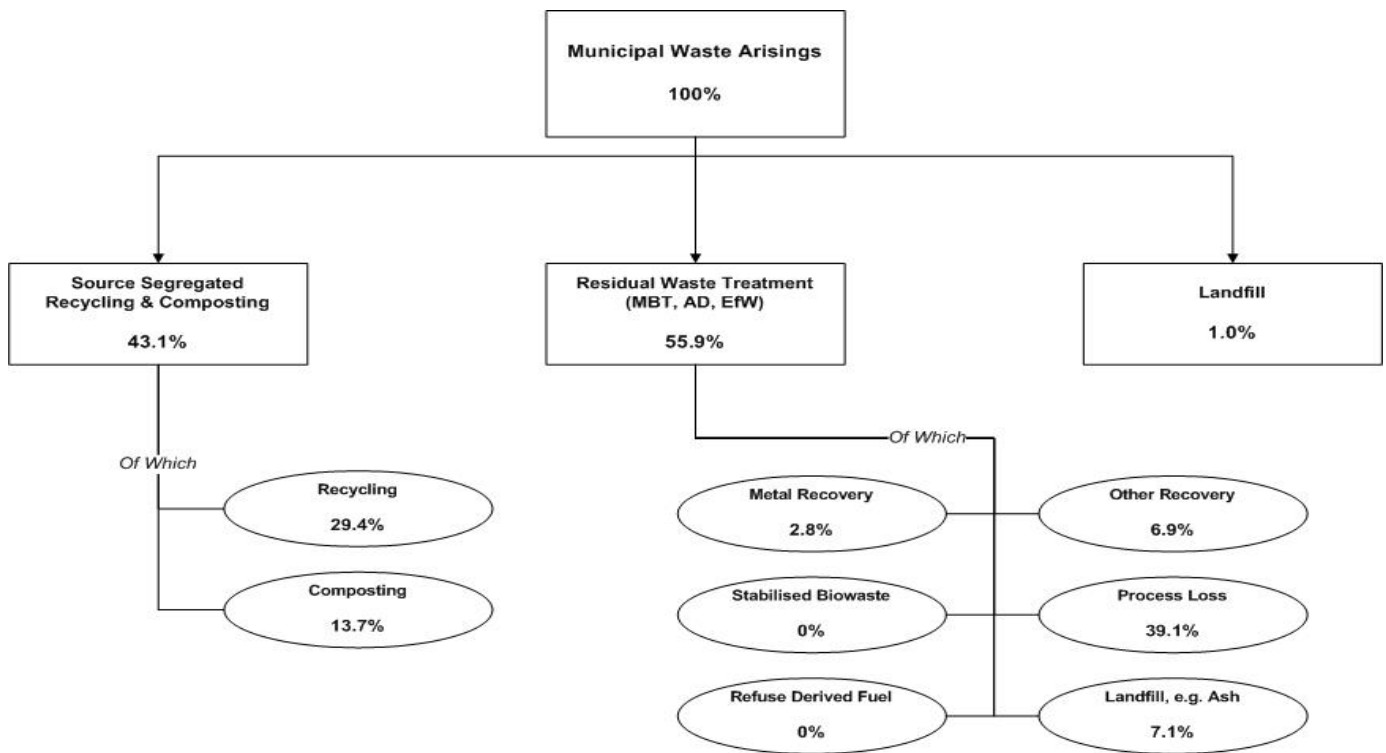 Municipal Waste Arisings
100%
Source Segregated
Recycling & Composting
43.1%
Residual Waste Treatment
(MBT, AD, EfW)
55.9%
Landfill
1.0%
Of Which
Recycling
29.4%
Composting
13.7%
Of Which
Metal Recovery
2.8%
Other Recovery
6.9%
Stabilised Biowaste
0%
Process Loss
39.1%
Refuse Derived Fuel
0%
Landfill, e.g. Ash
7.1%